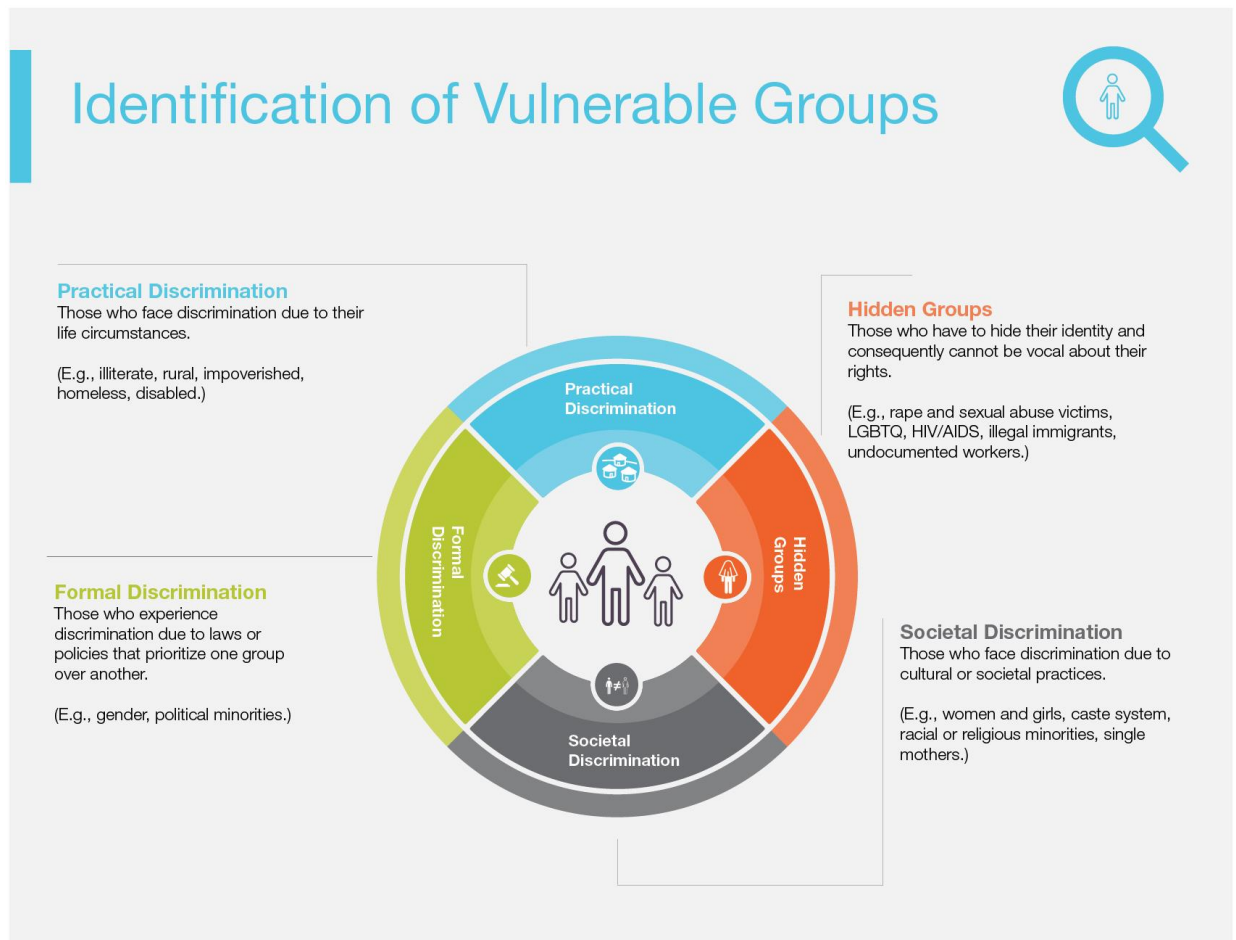 Identification of Vulnerable Groups
Practical Discrimination
Those who face discrimination due to their
life circumstances.
(E.g., illiterate, rural, impoverished,
homeless, disabled.)
Hidden Groups
Those who have to hide their identity and
consequently cannot be vocal about their
rights.
(E.g., rape and sexual abuse victims,
LGBTQ, HIV/AIDS, illegal immigrants,
undocumented workers.)
Practical
Discrimination
Formal
Discrimination
Hidden
Groups
Societal
Discrimination
Formal Discrimination
Those who experience
discrimination due to laws or
policies that prioritize one group
over another.
(E.g., gender, political minorities.)
Societal Discrimination
Those who face discrimination due to
cultural or societal practices.
(E.g., women and girls, caste system,
racial or religious minorities, single
mothers.)